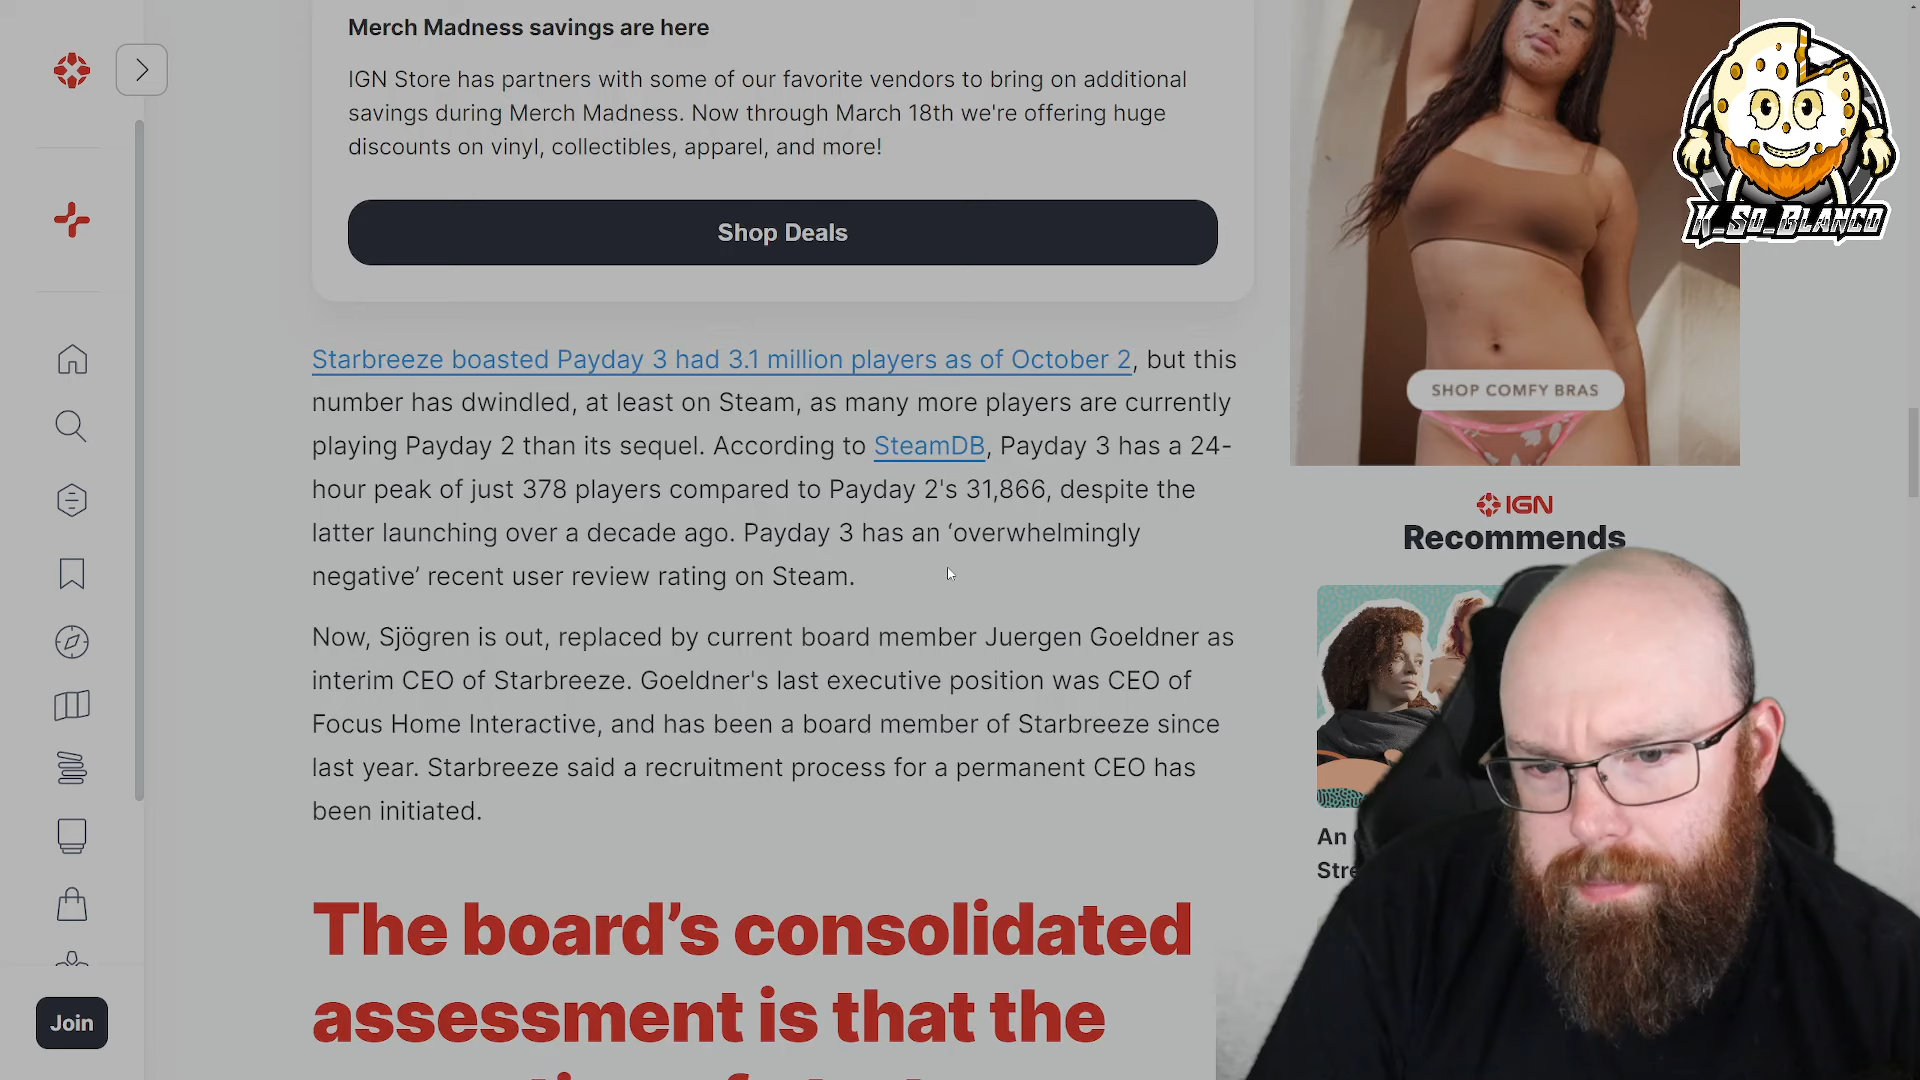 Merch Madness savings are here
IGN Store has partners with some of our favorite vendors to bring on additional
savings during Merch Madness. Now through March 18th we're offering huge
discounts on vinyl, collectibles, apparel, and more!
Shop Deals
Starbreeze boasted Payday 3 had 3.1 million players as of October 2, but this
number has dwindled, at least on Steam, as many more players are currently
playing Payday 2 than its sequel. According to SteamDB, Payday 3 has a 24-
hour peak of just 378 players compared to Payday 2's 31,866, despite the
latter launching over a decade ago. Payday 3 has an ‘overwhelmingly
negative’ recent user review rating on Steam.
Now, Sjögren is out, replaced by current board member Juergen Goeldner as
interim CEO of Starbreeze. Goeldner's last executive position was CEO of
Focus Home Interactive, and has been a board member of Starbreeze since
last year. Starbreeze said a recruitment process for a permanent CEO has
been initiated.
The board’s consolidated
assessment is that the
Join
K_So_Blanco
SHOP COMFY BRAS
IGN
Recommends
An